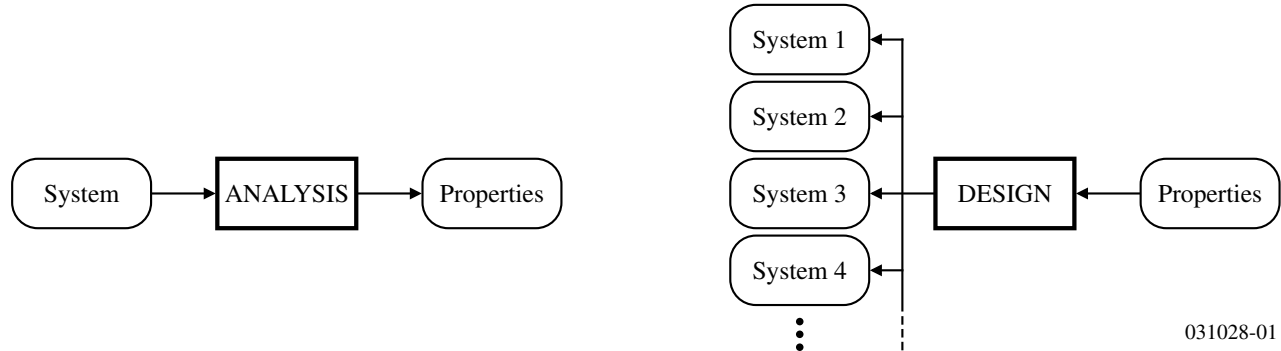 System
ANALYSIS
Properties
System 1
System 2
System 3
System 4
DESIGN
Properties
031028-01